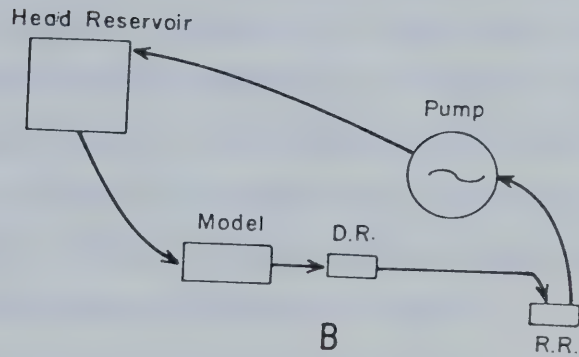 Head Reservoir
Pump
Model
D.R.
B
R.R.